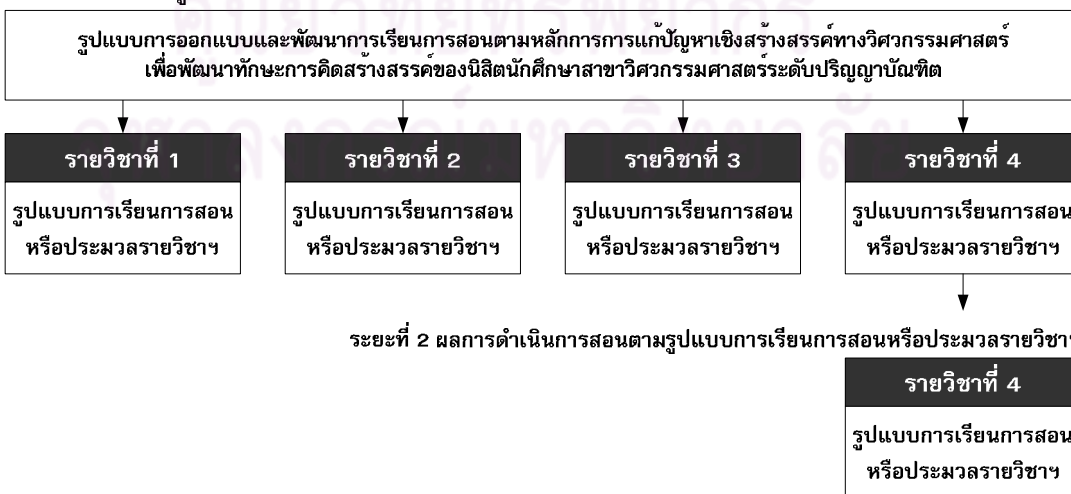 รูปแบบการออกแบบและพัฒนาการเรียนการสอนตามหลักการการแก้ปัญหาเชิงสร้างสรรค์ทางวิศวกรรมศาสตร์
เพื่อพัฒนาทักษะการคิดสร้างสรรค์ของนิสิตนักศึกษาสาขาวิศวกรรมศาสตร์ระดับปริญญาบัณฑิต
รายวิชาที่ 1
รูปแบบการเรียนการสอน
หรือประมวลรายวิชาฯ
รายวิชาที่ 2
รูปแบบการเรียนการสอน
หรือประมวลรายวิชาฯ
รายวิชาที่ 3
รูปแบบการเรียนการสอน
หรือประมวลรายวิชาฯ
รายวิชาที่ 4
รูปแบบการเรียนการสอน
หรือประมวลรายวิชาฯ
ระยะที่ 2 ผลการดำเนินการสอนตามรูปแบบการเรียนการสอนหรือประมวลรายวิชาฯ
รายวิชาที่ 4
รูปแบบการเรียนการสอน
หรือประมวลรายวิชาฯ
จุฬาลงกรณ์มหาวิทยาลัย